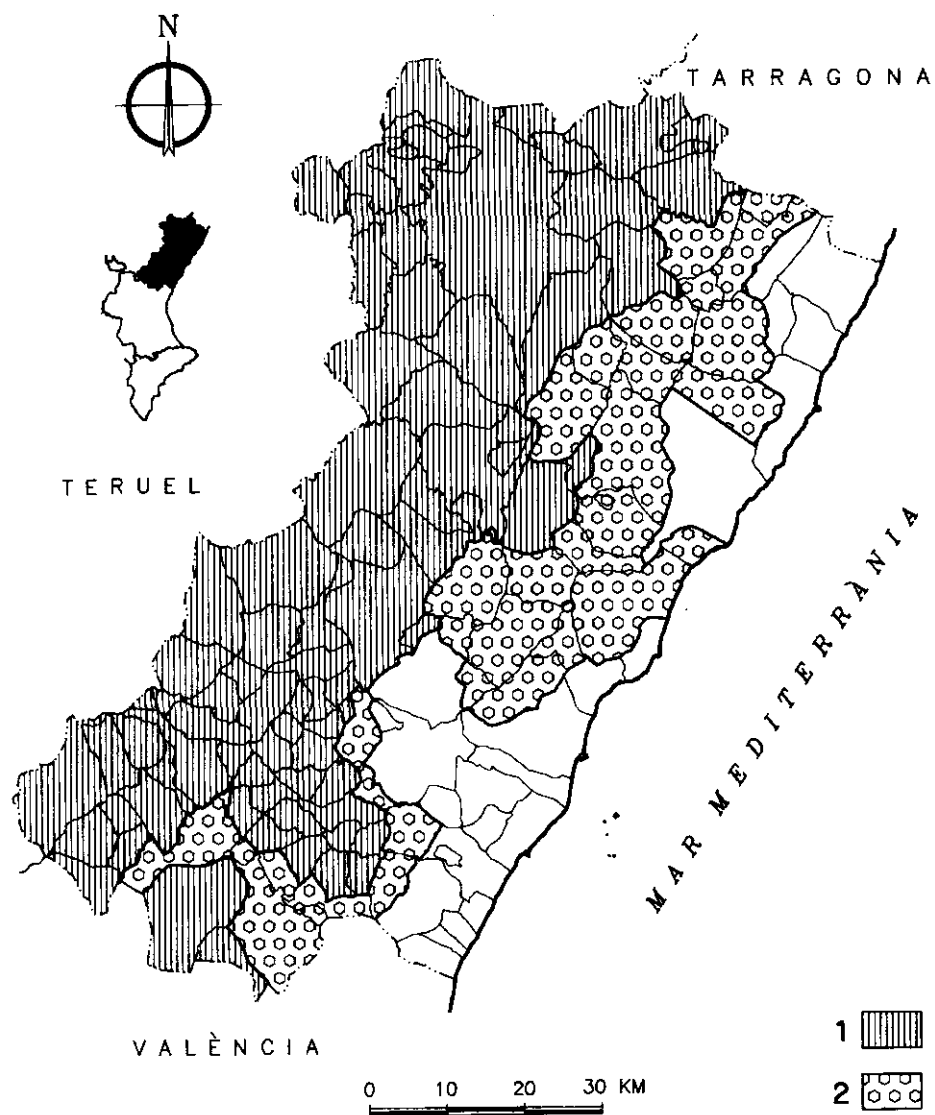 N
TARRAGONA
TERUEL
MAR MEDITERRÀNIA
VALÈNCIA
1
2
0 10 20 30 KM